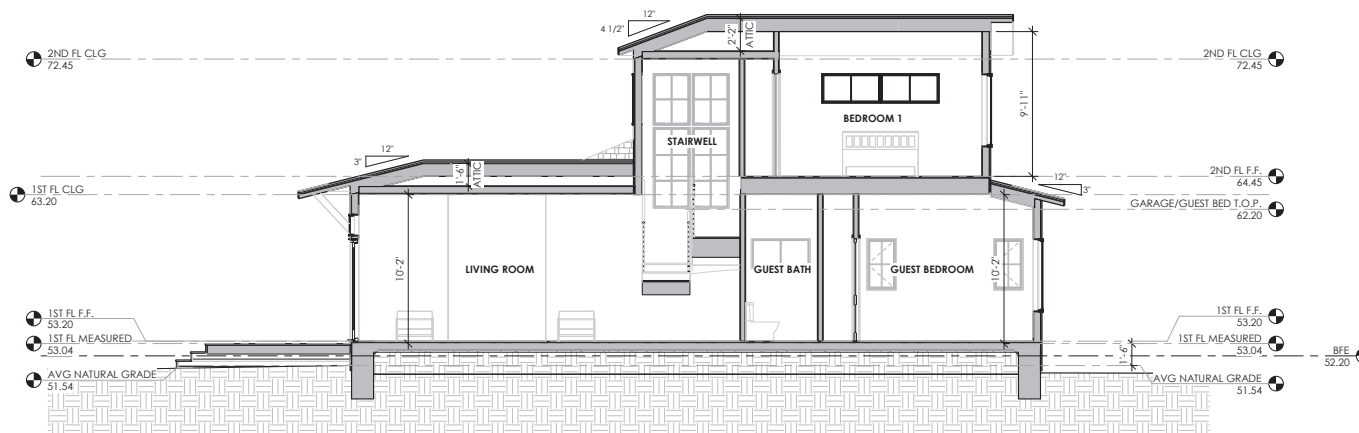 12"
4 1/2"
2'-2"
ATTIC
2ND FL CLG
72.45
2ND FL CLG
72.45
BEDROOM 1
9'-11"
STAIRWELL
12"
3"
1'-6"
ATTIC
2ND F.F.
64.45
12"
3"
1ST FL CLG
63.20
GARAGE/GUEST BED T.O.P.
62.20
10'-2"
LIVING ROOM
GUEST BATH
GUEST BEDROOM
10'-2"
1ST FL F.F.
53.20
1ST FL F.F.
53.20
1ST FL MEASURED
53.04
1ST FL MEASURED
53.04
1'-6"
BFE
52.20
AVG NATURAL GRADE
51.54
AVG NATURAL GRADE
51.54